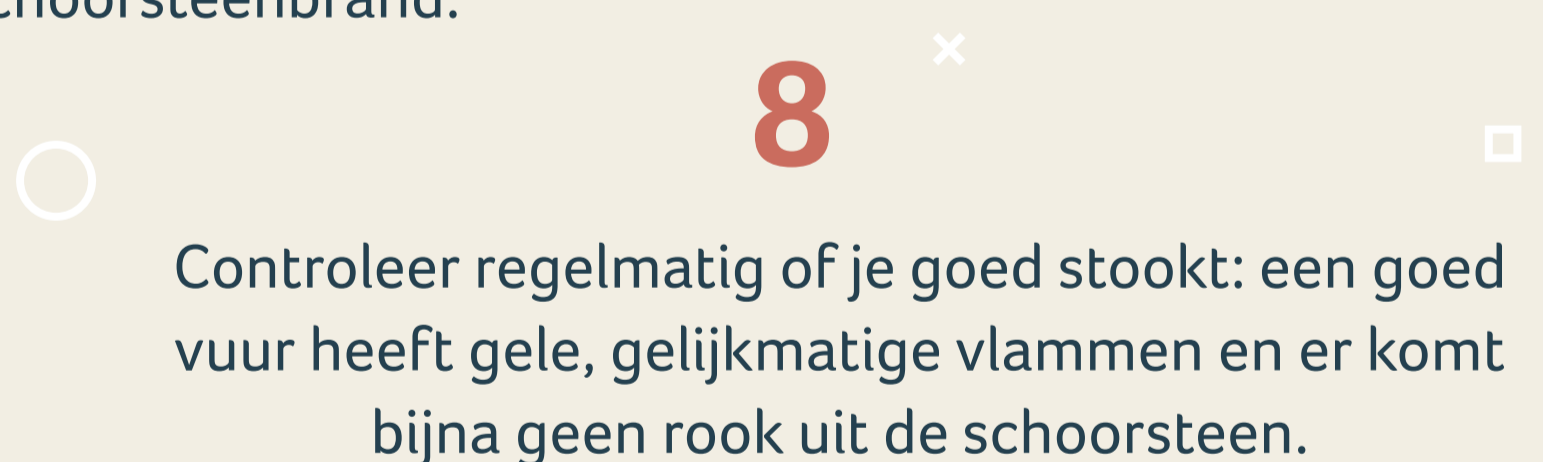 schoorsteenbrand.
8
Controleer regelmatig of je goed stookt: een goed
vuur heeft gele, gelijkmatige vlammen en er komt
bijna geen rook uit de schoorsteen.